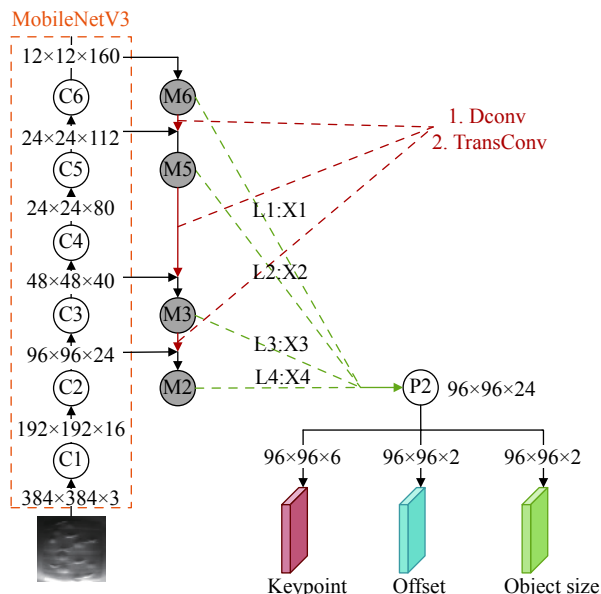 MobileNetV3
12×12×160
C6
M6
1. Dconv
2. TransConv
24×24×112
C5
M5
24×24×80
L1:X1
C4
L2:X2
48×48×40
C3
M3
L3:X3
96×96×24
L4:X4
C2
M2
P2
96×96×24
192×192×16
C1
96×96×6
96×96×2
96×96×2
384×384×3
Keypoint
Offset
Object size